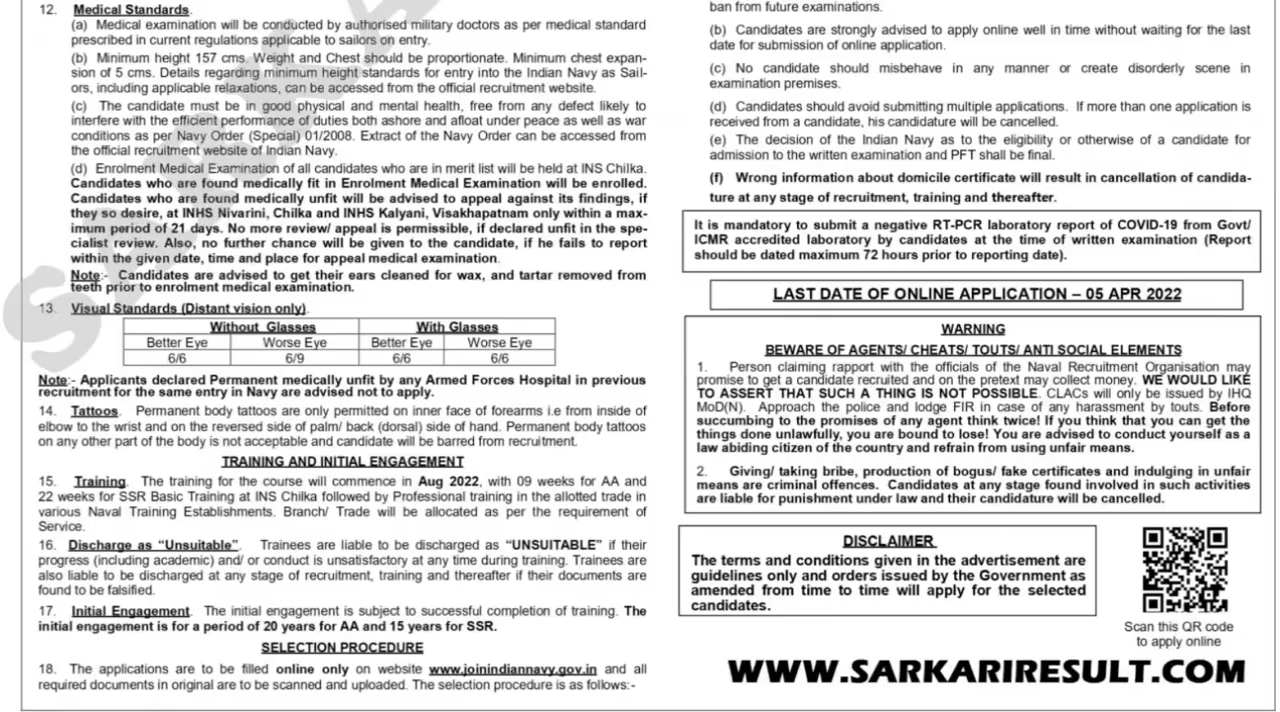 12. Medical Standards.
(a) Medical examination will be conducted by authorised military doctors as per medical standard
prescribed in current regulations applicable to sailors on entry.
(b) Minimum height 157 cms. Weight and Chest should be proportionate. Minimum chest expan-
sion of 5 cms. Details regarding minimum height standards for entry into the Indian Navy as Sail-
ors, including applicable relaxations, can be accessed from the official recruitment website.
(c) The candidate must be in good physical and mental health, free from any defect likely to
interfere with the efficient performance of duties both ashore and afloat under peace as well as war
conditions as per Navy Order (Special) 01/2008. Extract of the Navy Order can be accessed from
the official recruitment website of Indian Navy.
(d) Enrolment Medical Examination of all candidates who are in merit list will be held at INS Chilka.
Candidates who are found medically fit in Enrolment Medical Examination will be enrolled.
Candidates who are found medically unfit will be advised to appeal against its findings, if
they so desire, at INHS Nivarini, Chilka and INHS Kalyani, Visakhapatnam only within a max-
imum period of 21 days. No more review/ appeal is permissible, if declared unfit in the spe-
cialist review. Also, no further chance will be given to the candidate, if he fails to report
within the given date, time and place for appeal medical examination.
Note:- Candidates are advised to get their ears cleaned for wax, and tartar removed from
teeth prior to enrolment medical examination.
13. Visual Standards (Distant vision only).
Without Glasses With Glasses
Better Eye Worse Eye Better Eye Worse Eye
6/6 6/9 6/6 6/6
Note:- Applicants declared Permanent medically unfit by any Armed Forces Hospital in previous
recruitment for the same entry in Navy are advised not to apply.
14. Tattoos. Permanent body tattoos are only permitted on inner face of forearms i.e from inside of
elbow to the wrist and on the reversed side of palm/ back (dorsal) side of hand. Permanent body tattoos
on any other part of the body is not acceptable and candidate will be barred from recruitment.
TRAINING AND INITIAL ENGAGEMENT
15. Training. The training for the course will commence in Aug 2022, with 09 weeks for AA and
22 weeks for SSR Basic Training at INS Chilka followed by Professional training in the allotted trade in
various Naval Training Establishments. Branch/ Trade will be allocated as per the requirement of
Service.
16. Discharge as “Unsuitable”. Trainees are liable to be discharged as “UNSUITABLE” if their
progress (including academic) and/ or conduct is unsatisfactory at any time during training. Trainees are
also liable to be discharged at any stage of recruitment, training and thereafter if their documents are
found to be falsified.
17. Initial Engagement. The initial engagement is subject to successful completion of training. The
initial engagement is for a period of 20 years for AA and 15 years for SSR.
SELECTION PROCEDURE
18. The applications are to be filled online only on website www.joinindiannavy.gov.in and all
required documents in original are to be scanned and uploaded. The selection procedure is as follows:-
ban from future examinations.
(b) Candidates are strongly advised to apply online well in time without waiting for the last
date for submission of online application.
(c) No candidate should misbehave in any manner or create disorderly scene in
examination premises.
(d) Candidates should avoid submitting multiple applications. If more than one application is
received from a candidate, his candidature will be cancelled.
(e) The decision of the Indian Navy as to the eligibility or otherwise of a candidate for
admission to the written examination and PFT shall be final.
(f) Wrong information about domicile certificate will result in cancellation of candida-
ture at any stage of recruitment, training and thereafter.
It is mandatory to submit a negative RT-PCR laboratory report of COVID-19 from Govt/
ICMR accredited laboratory by candidates at the time of written examination (Report
should be dated maximum 72 hours prior to reporting date).
LAST DATE OF ONLINE APPLICATION – 05 APR 2022
WARNING
BEWARE OF AGENTS/ CHEATS/ TOUTS/ ANTI SOCIAL ELEMENTS
1. Person claiming rapport with the officials of the Naval Recruitment Organisation may
promise to get a candidate recruited and on the pretext may collect money. WE WOULD LIKE
TO ASSERT THAT SUCH A THING IS NOT POSSIBLE. CLACs will only be issued by IHQ
MoD(N). Approach the police and lodge FIR in case of any harassment by touts. Before
succumbing to the promises of any agent think twice! If you think that you can get the
things done unlawfully, you are bound to lose! You are advised to conduct yourself as a
law abiding citizen of the country and refrain from using unfair means.
2. Giving/ taking bribe, production of bogus/ fake certificates and indulging in unfair
means are criminal offences. Candidates at any stage found involved in such activities
are liable for punishment under law and their candidature will be cancelled.
DISCLAIMER
The terms and conditions given in the advertisement are
guidelines only and orders issued by the Government as
amended from time to time will apply for the selected
candidates.
Scan this QR code
to apply online
WWW.SARKARIRESULT.COM